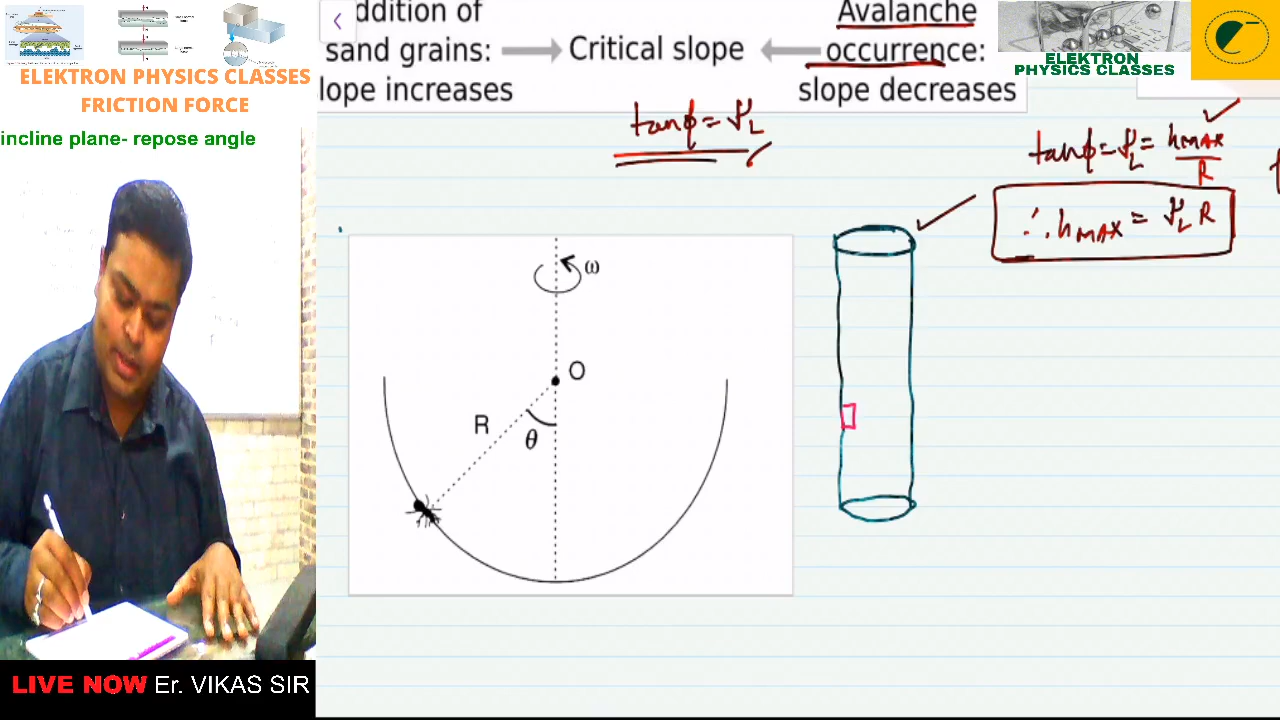 ddition of
sand grains:
lope increases
Critical slope
Avalanche
occurrence:
slope decreases
ELEKTRON
PHYSICS CLASSES
ELEKTRON PHYSICS CLASSES
FRICTION FORCE
incline plane- repose angle
tanϕ = μL
tanϕ = μL = hMAX
R
∴ hMAX = μL R
ω
O
R
θ
LIVE NOW Er. VIKAS SIR